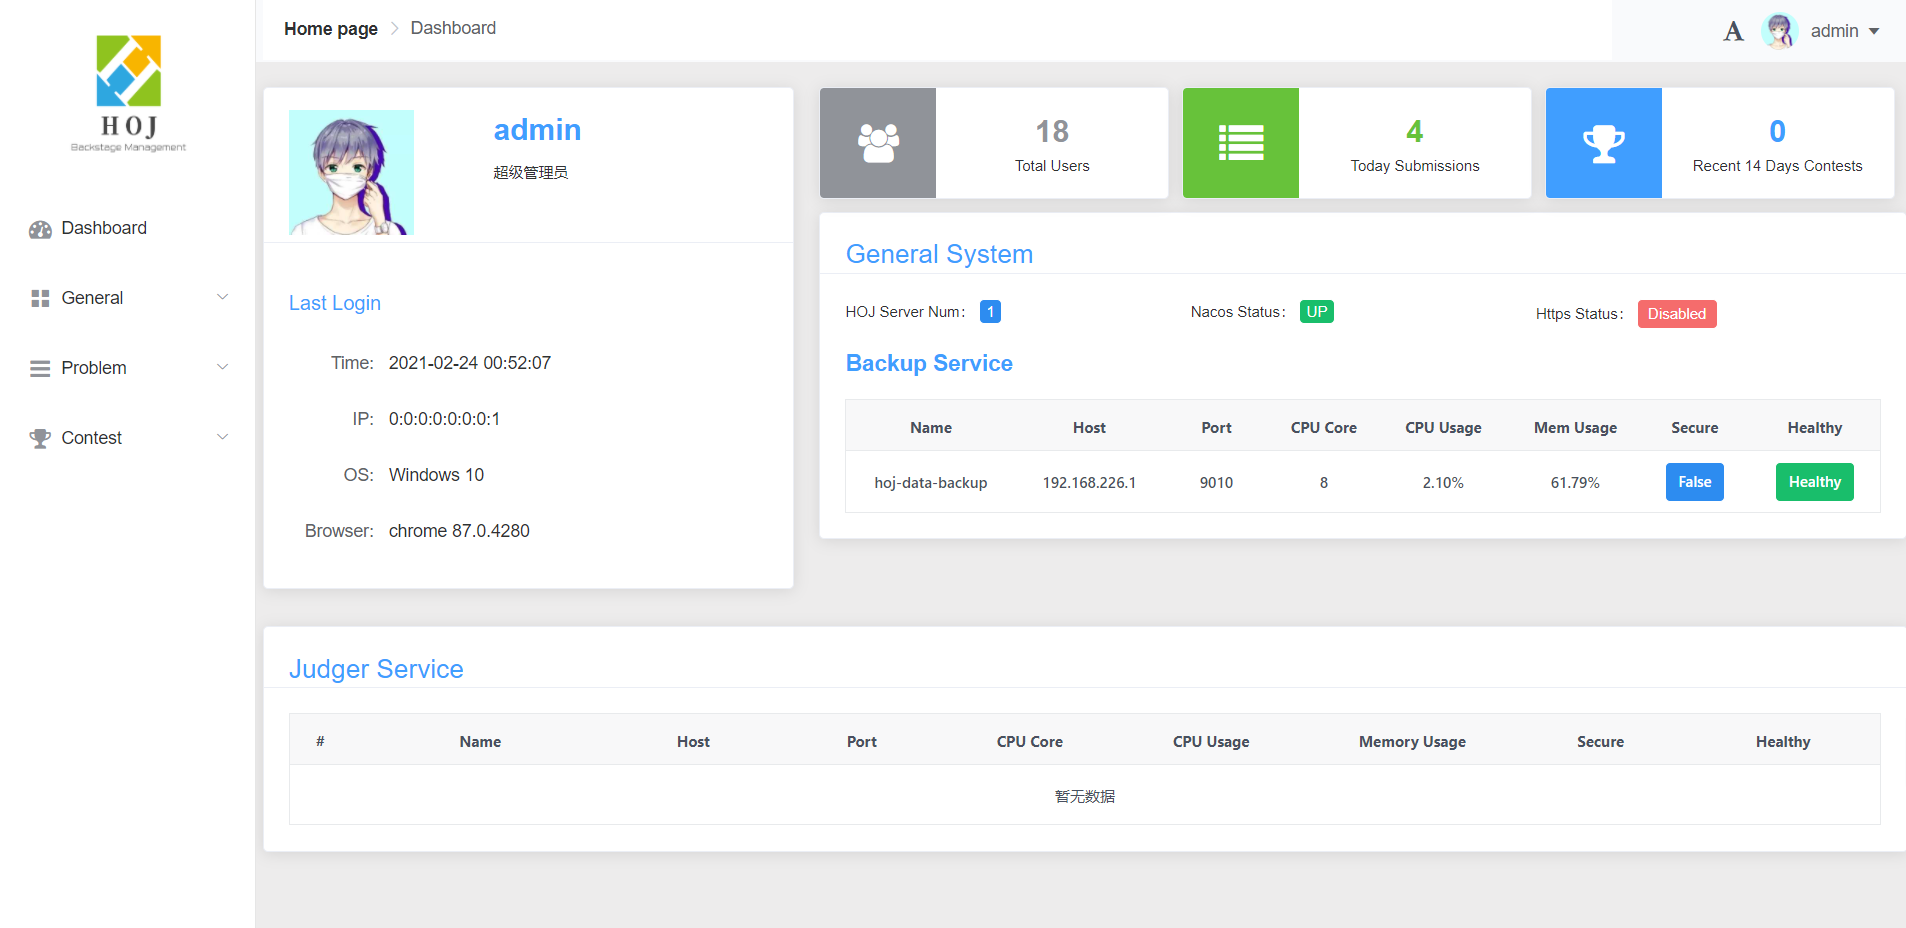 HOJ
Backstage Management
Dashboard
General
Problem
Contest
Home page > Dashboard
A admin
admin
超级管理员
Last Login
Time: 2021-02-24 00:52:07
IP: 0:0:0:0:0:0:0:1
OS: Windows 10
Browser: chrome 87.0.4280
18
Total Users
4
Today Submissions
0
Recent 14 Days Contests
General System
HOJ Server Num： 1 Nacos Status： UP Https Status： Disabled
Backup Service
Name Host Port CPU Core CPU Usage Mem Usage Secure Healthy
hoj-data-backup 192.168.226.1 9010 8 2.10% 61.79% False Healthy
Judger Service
# Name Host Port CPU Core CPU Usage Memory Usage Secure Healthy
暂无数据